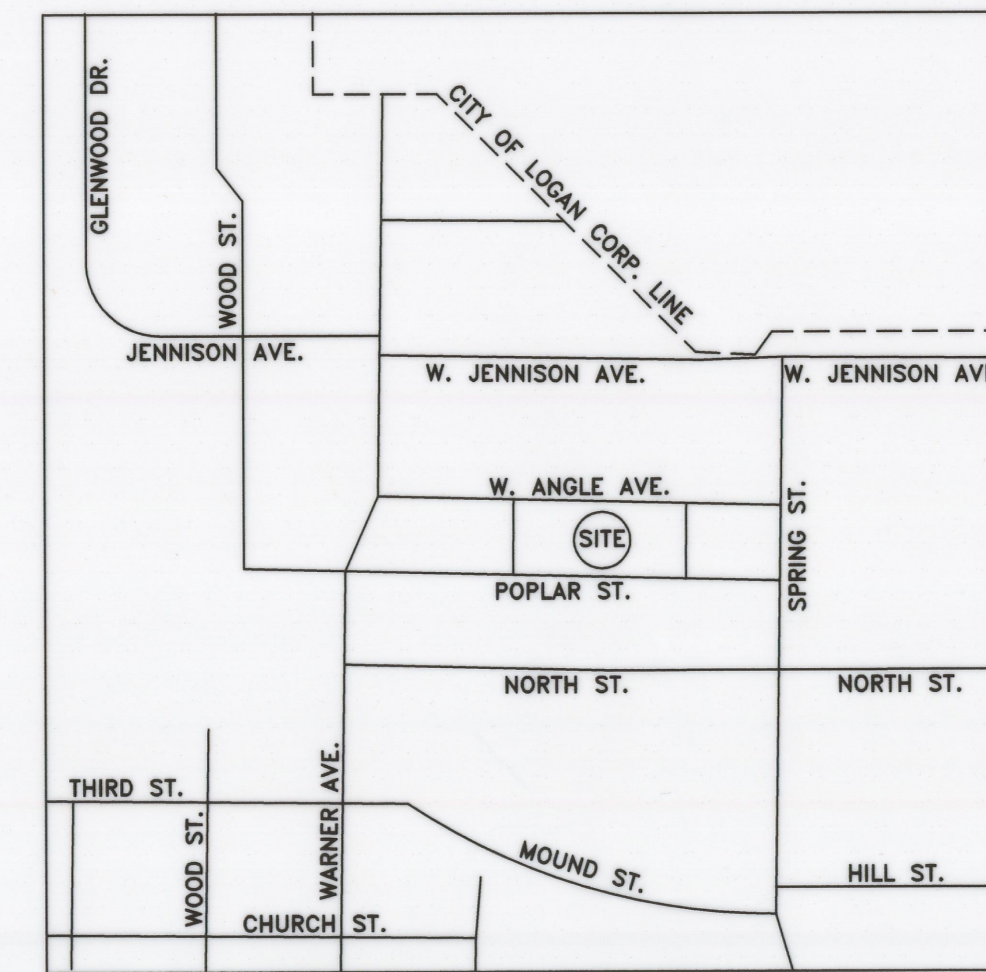 GLENWOOD DR.
WOOD ST.
CITY OF LOGAN CORP. LINE
JENNISON AVE.
W. JENNISON AVE.
W. JENNISON AVE
W. ANGLE AVE.
SITE
SPRING ST.
POPLAR ST.
NORTH ST.
NORTH ST.
WARNER AVE.
THIRD ST.
WOOD ST.
MOUND ST.
HILL ST.
CHURCH ST.